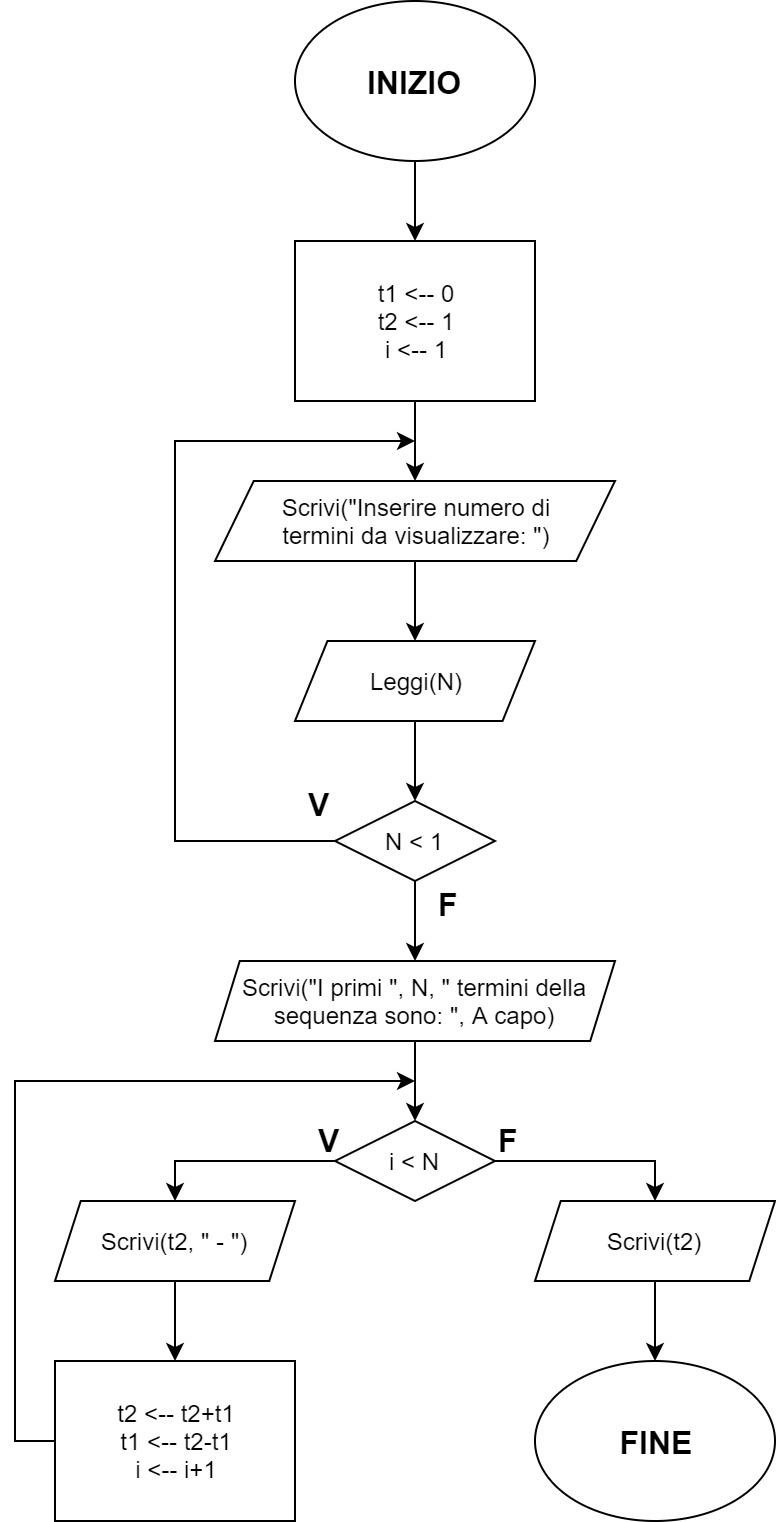 INIZIO
t1 <-- 0
t2 <-- 1
i <-- 1
Scrivi("Inserire numero di
termini da visualizzare: ")
Leggi(N)
V
N < 1
F
Scrivi("I primi ", N, " termini della
sequenza sono: ", A capo)
V
i < N
F
Scrivi(t2, " - ")
Scrivi(t2)
t2 <-- t2+t1
t1 <-- t2-t1
i <-- i+1
FINE